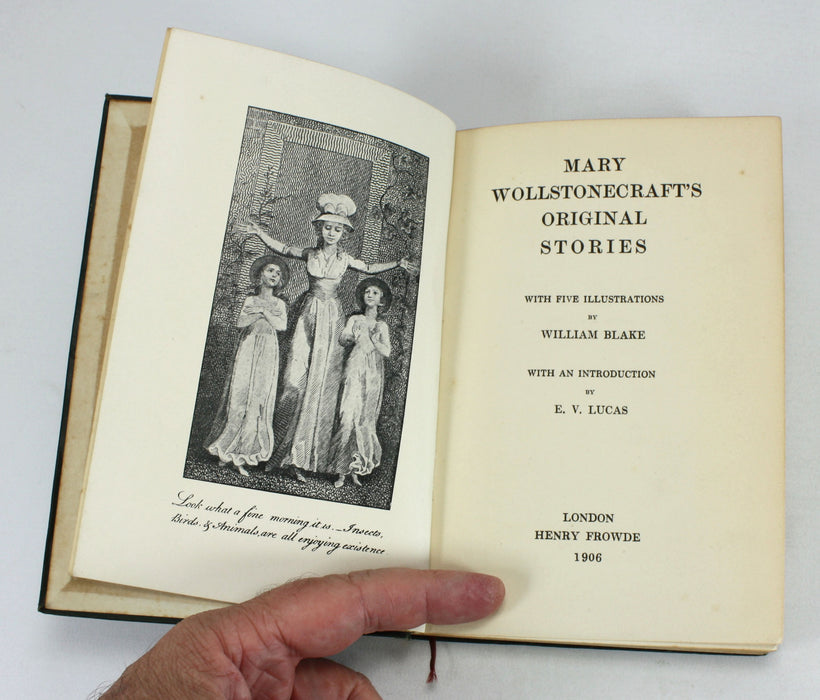 Look what a fine morning it is. _ Insects,
Birds. & Animals, are all enjoying existence
MARY
WOLLSTONECRAFT'S
ORIGINAL
STORIES
WITH FIVE ILLUSTRATIONS
BY
WILLIAM BLAKE
WITH AN INTRODUCTION
BY
E. V. LUCAS
LONDON
HENRY FROWDE
1906